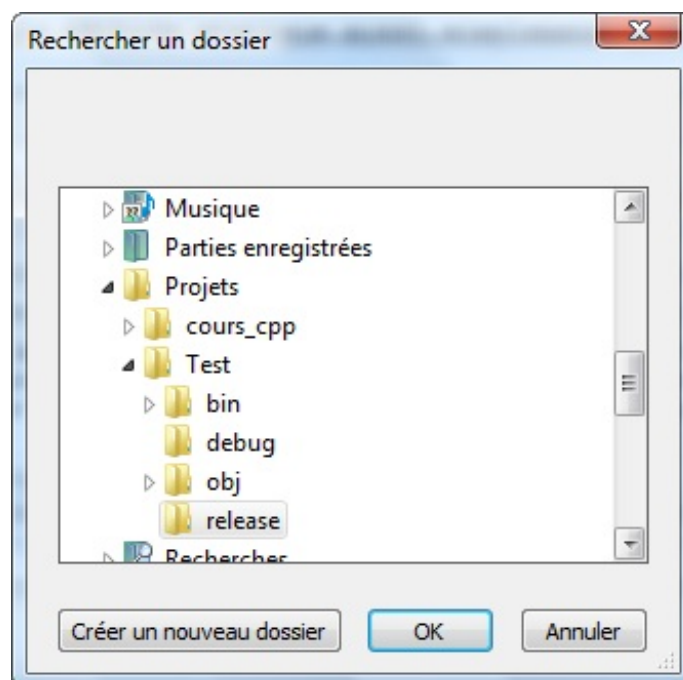 Rechercher un dossier
Musique
Parties enregistrées
Projets
cours_cpp
Test
bin
debug
obj
release
Recherches
Créer un nouveau dossier OK Annuler